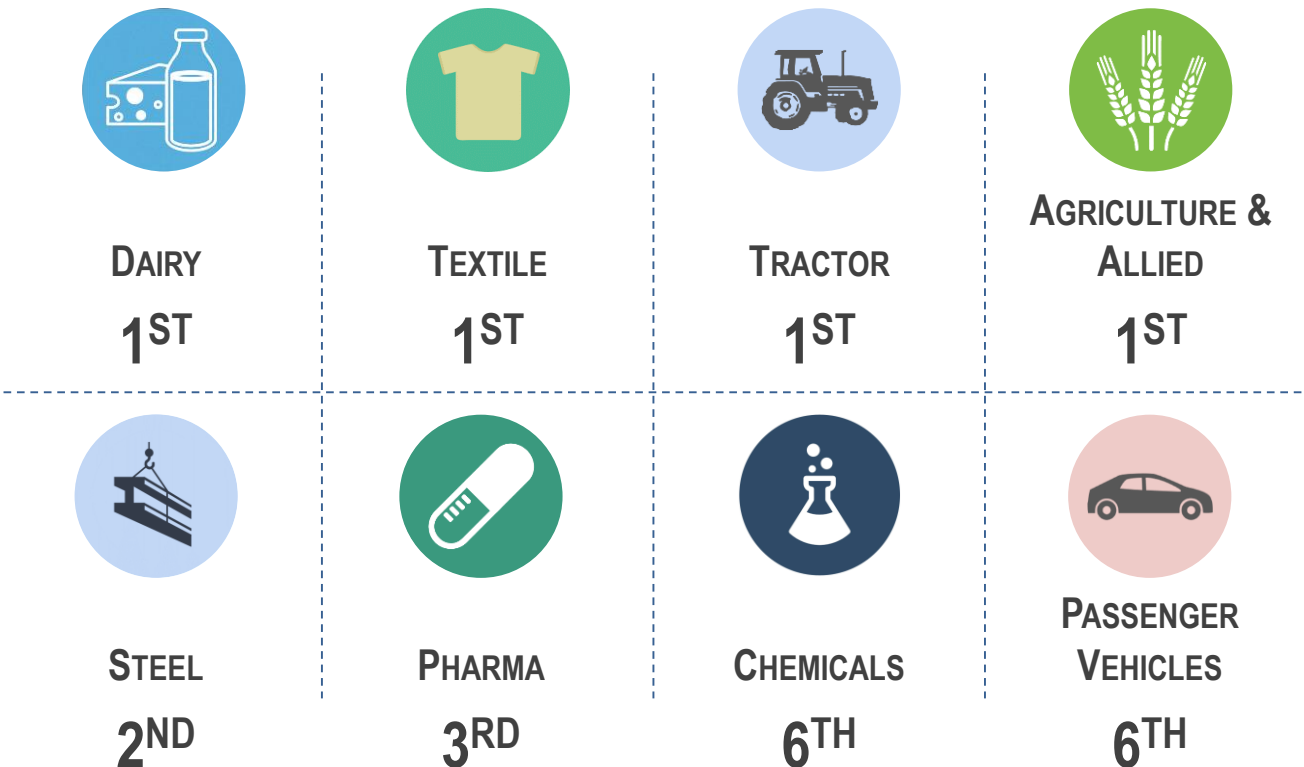 DAIRY
1ST
TEXTILE
1ST
TRACTOR
1ST
AGRICULTURE &
ALLIED
1ST
STEEL
2ND
PHARMA
3RD
CHEMICALS
6TH
PASSENGER
VEHICLES
6TH